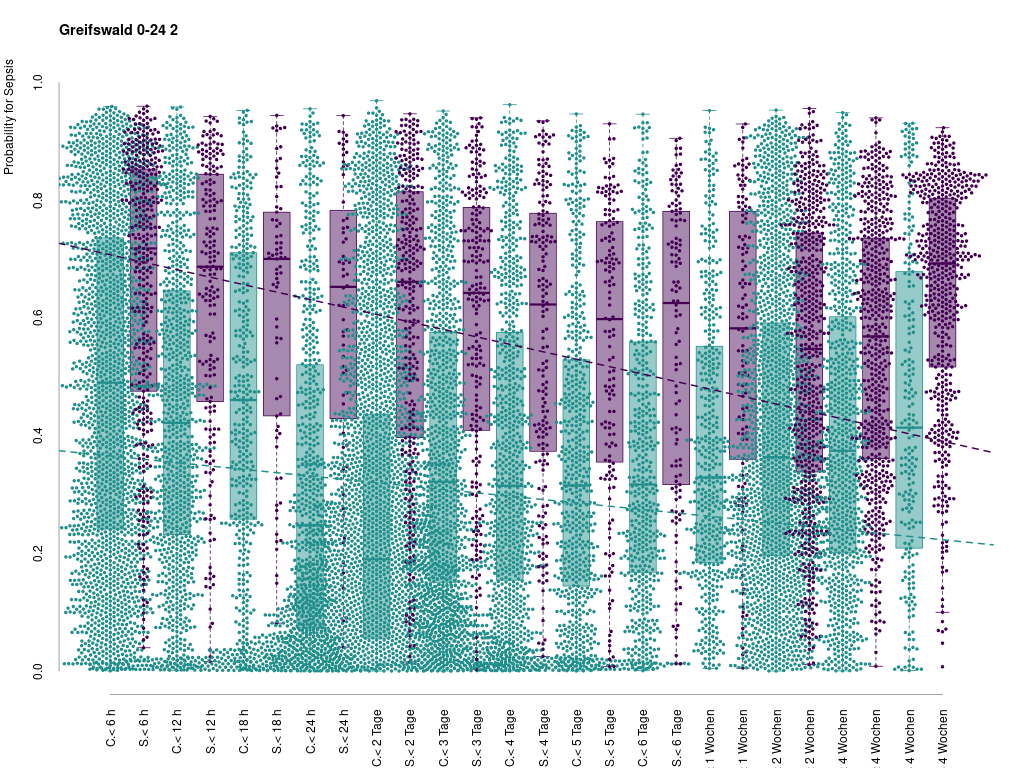 Greifswald 0-24 2
Probability for Sepsis
1.0
0.8
0.6
0.4
0.2
0.0
C.< 6 h
S.< 6 h
C.< 12 h
S.< 12 h
C.< 18 h
S.< 18 h
C.< 24 h
S.< 24 h
C.< 2 Tage
S.< 2 Tage
C.< 3 Tage
S.< 3 Tage
C.< 4 Tage
S.< 4 Tage
C.< 5 Tage
S.< 5 Tage
C.< 6 Tage
S.< 6 Tage
1 Wochen
1 Wochen
2 Wochen
2 Wochen
4 Wochen
4 Wochen
4 Wochen
4 Wochen